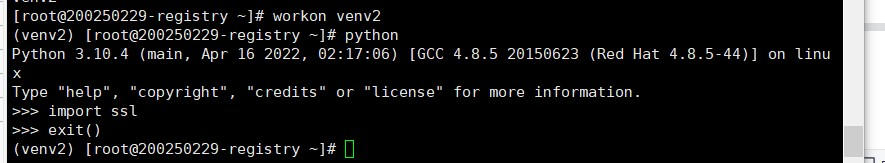 [root@200250229-registry ~]# workon venv2
(venv2) [root@200250229-registry ~]# python
Python 3.10.4 (main, Apr 16 2022, 02:17:06) [GCC 4.8.5 20150623 (Red Hat 4.8.5-44)] on linu
x
Type "help", "copyright", "credits" or "license" for more information.
>>> import ssl
>>> exit()
(venv2) [root@200250229-registry ~]#